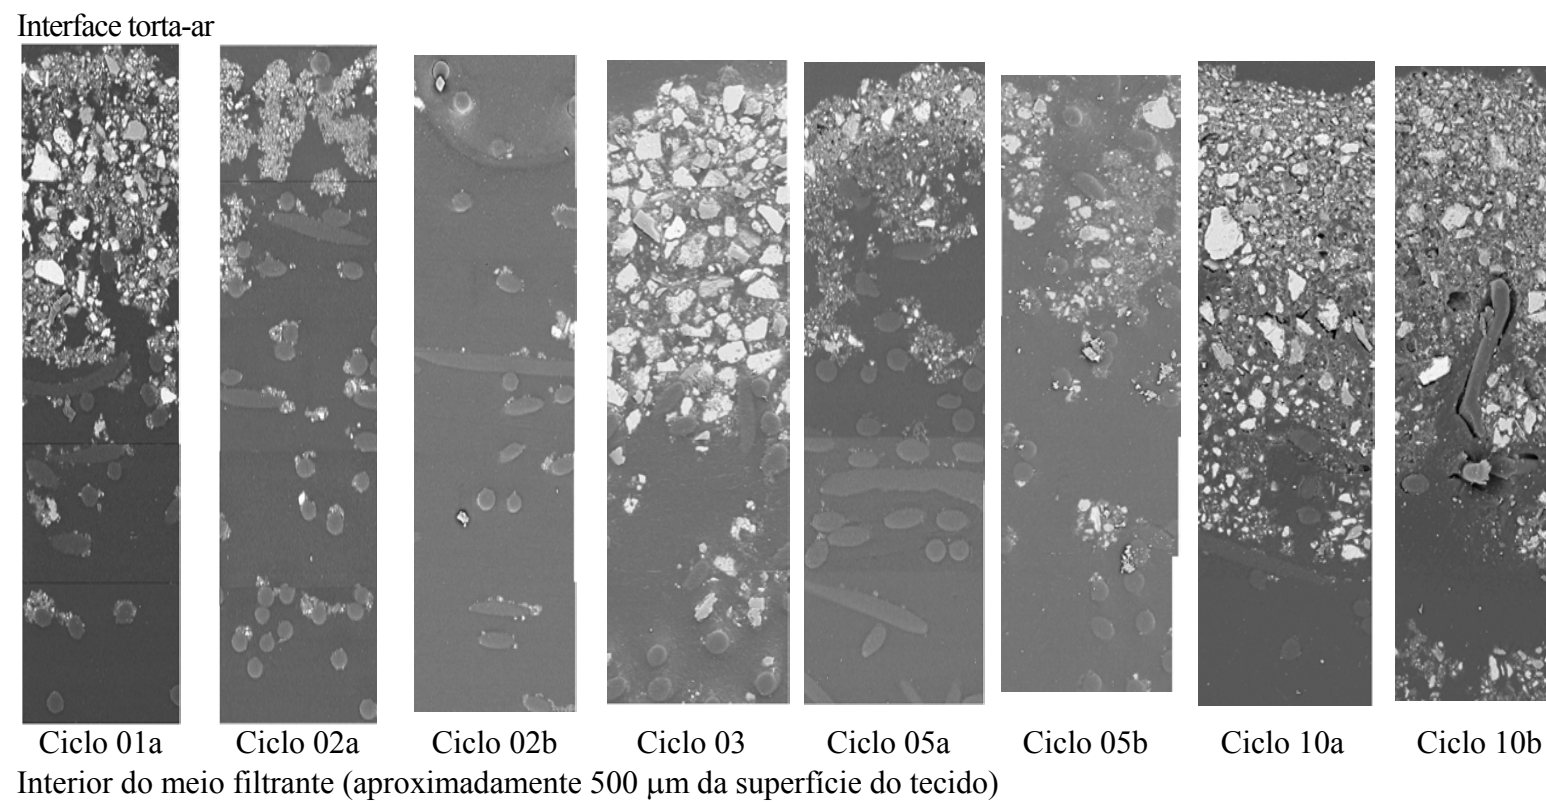 Interface torta-ar
Ciclo 01a Ciclo 02a Ciclo 02b Ciclo 03 Ciclo 05a Ciclo 05b Ciclo 10a Ciclo 10b
Interior do meio filtrante (aproximadamente 500 μm da superfície do tecido)